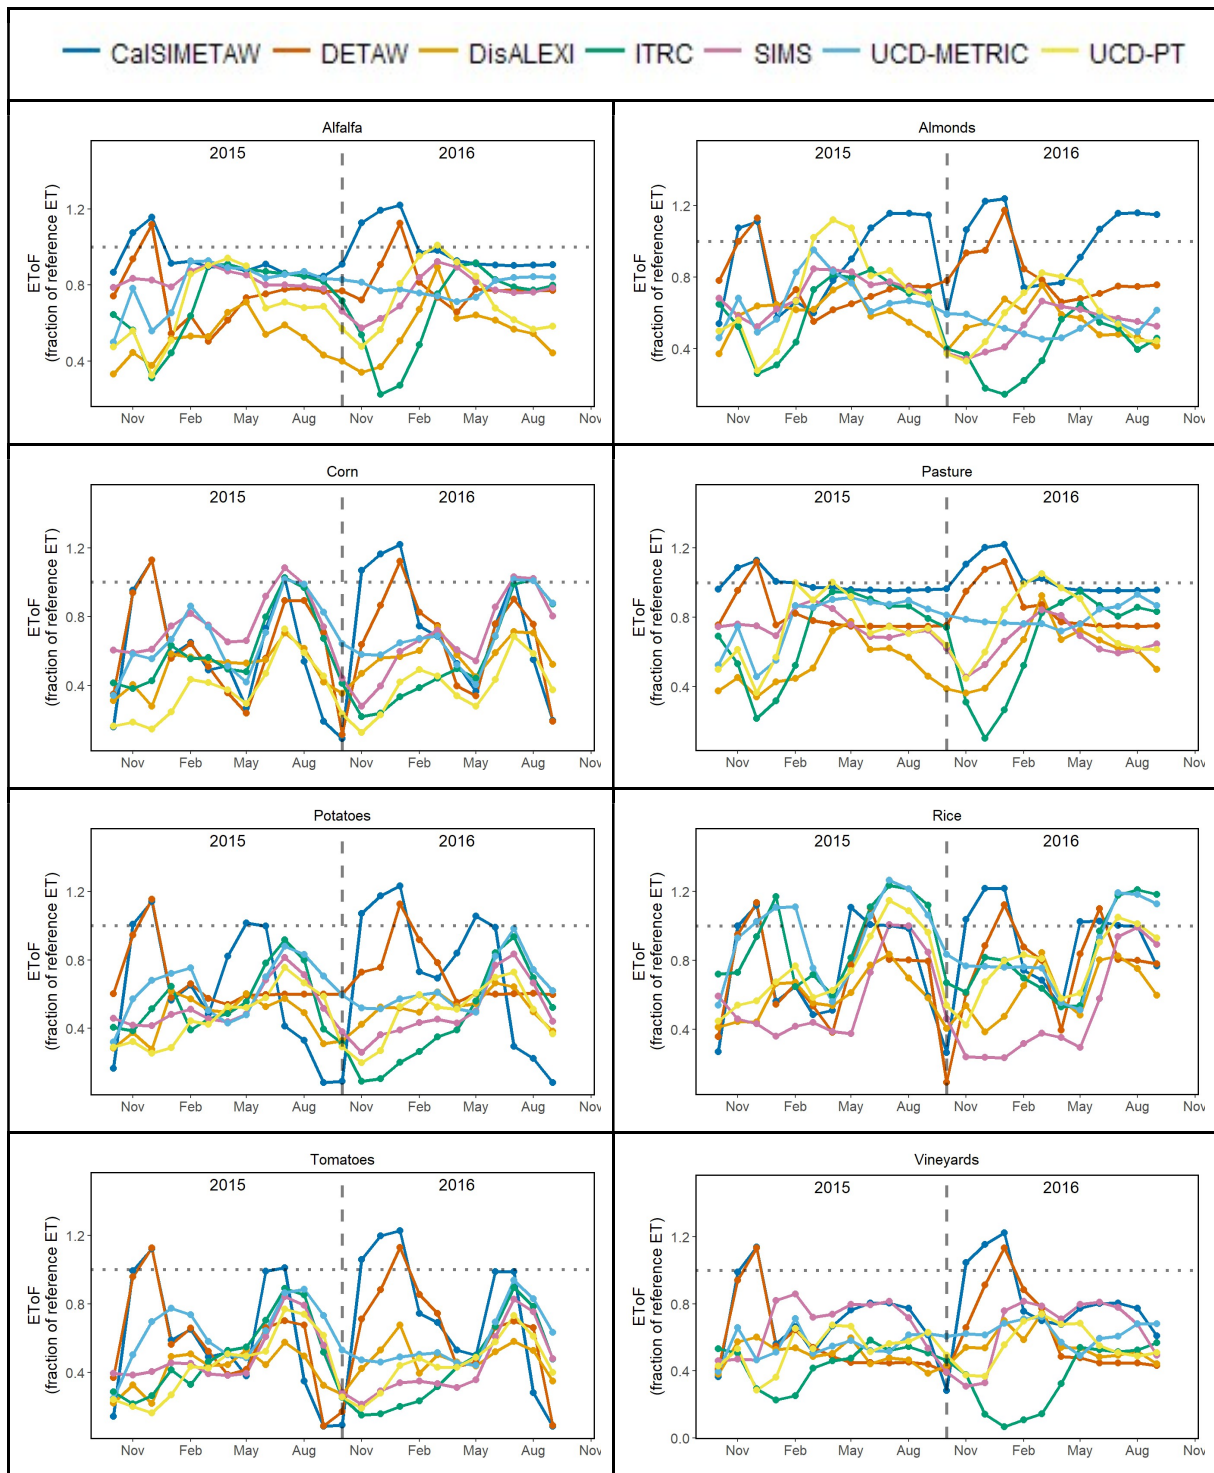 CalSIMETAW DETAW DisALEXI ITRC SIMS UCD-METRIC UCD-PT
Alfalfa
2015 2016
EToF
(fraction of reference ET)
1.2
0.8
0.4
Nov Feb May Aug Nov Feb May Aug Nov
Almonds
2015 2016
EToF
(fraction of reference ET)
1.2
0.8
0.4
Nov Feb May Aug Nov Feb May Aug Nov
Corn
2015 2016
EToF
(fraction of reference ET)
1.2
0.8
0.4
Nov Feb May Aug Nov Feb May Aug Nov
Pasture
2015 2016
EToF
(fraction of reference ET)
1.2
0.8
0.4
Nov Feb May Aug Nov Feb May Aug Nov
Potatoes
2015 2016
EToF
(fraction of reference ET)
1.2
0.8
0.4
Nov Feb May Aug Nov Feb May Aug Nov
Rice
2015 2016
EToF
(fraction of reference ET)
1.2
0.8
0.4
Nov Feb May Aug Nov Feb May Aug Nov
Tomatoes
2015 2016
EToF
(fraction of reference ET)
1.2
0.8
0.4
Nov Feb May Aug Nov Feb May Aug Nov
Vineyards
2015 2016
EToF
(fraction of reference ET)
1.2
0.8
0.4
0.0
Nov Feb May Aug Nov Feb May Aug Nov